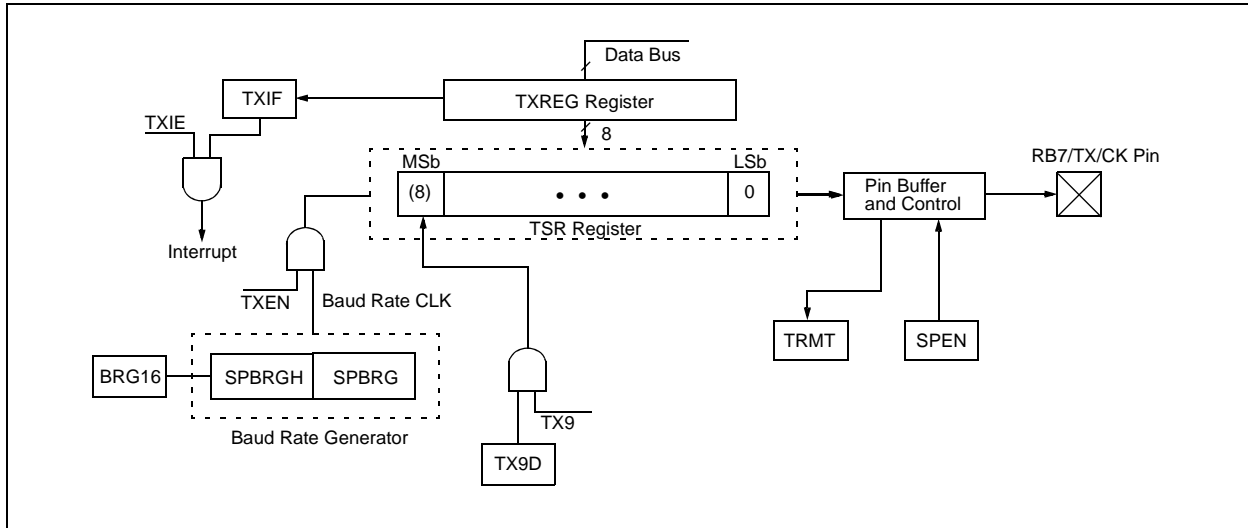 Data Bus
TXIF
TXREG Register
TXIE
8
MSb
LSb
RB7/TX/CK Pin
(8)
• • •
0
Pin Buffer
and Control
TSR Register
Interrupt
TXEN
Baud Rate CLK
TRMT
SPEN
BRG16
SPBRGH
SPBRG
TX9
Baud Rate Generator
TX9D